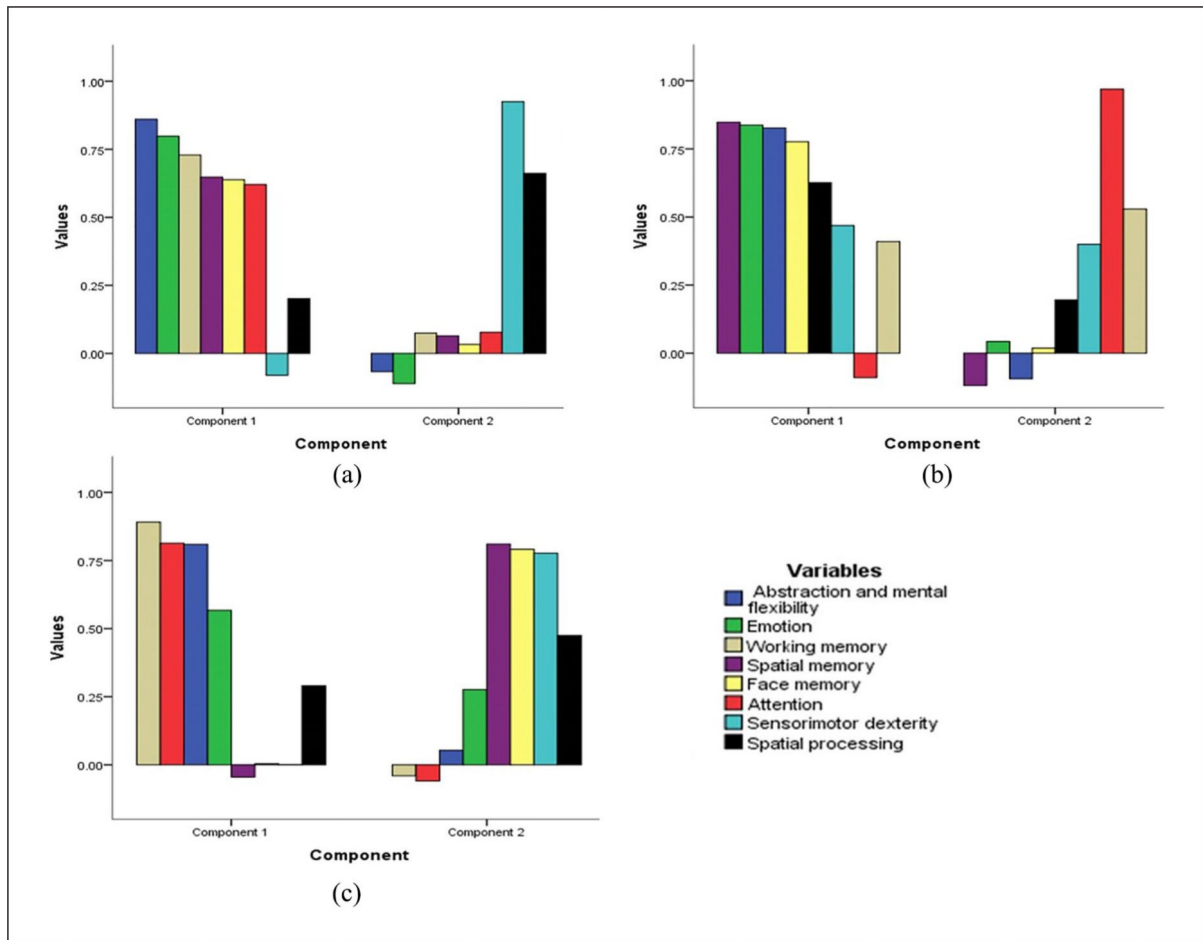 1.00
0.75
0.50
0.25
0.00
Values
Component 1
Component 2
Component
(a)
1.00
0.75
0.50
0.25
0.00
Values
Component 1
Component 2
Component
(b)
1.00
0.75
0.50
0.25
0.00
Values
Component 1
Component 2
Component
(c)
Variables
Abstraction and mental
flexibility
Emotion
Working memory
Spatial memory
Face memory
Attention
Sensorimotor dexterity
Spatial processing